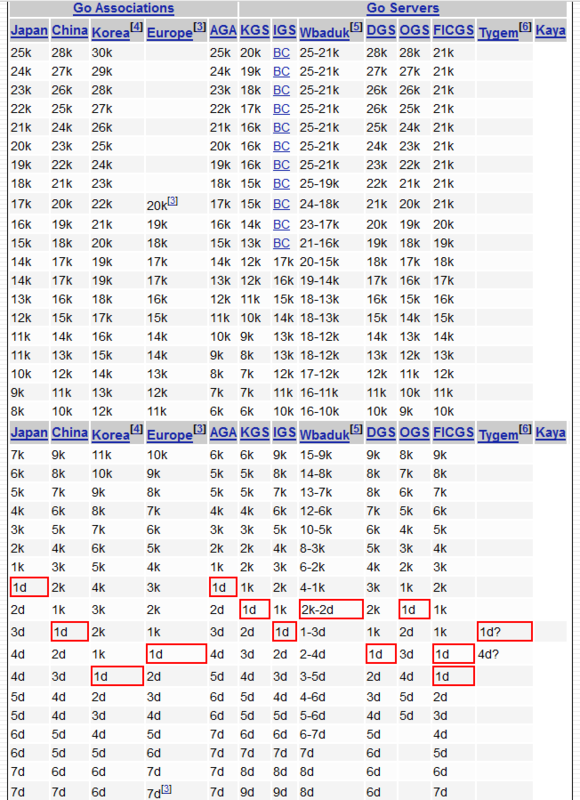 Go Associations Go Servers
Japan China Korea[4] Europe[3] AGA KGS IGS Wbaduk[5] DGS OGS FICGS Tygem[6] Kaya
25k 28k 30k 25k 20k BC 25-21k 28k 28k 21k
24k 27k 29k 24k 19k BC 25-21k 27k 27k 21k
23k 26k 28k 23k 18k BC 25-21k 26k 26k 21k
22k 25k 27k 22k 17k BC 25-21k 26k 25k 21k
21k 24k 26k 21k 16k BC 25-21k 25k 24k 21k
20k 23k 25k 20k 16k BC 25-21k 24k 23k 21k
19k 22k 24k 19k 16k BC 25-21k 23k 22k 21k
18k 21k 23k 18k 15k BC 25-19k 22k 21k 21k
17k 20k 22k 20k[3] 17k 15k BC 24-18k 21k 20k 21k
16k 19k 21k 19k 16k 14k BC 23-17k 20k 19k 20k
15k 18k 20k 18k 15k 13k BC 21-16k 19k 18k 19k
14k 17k 19k 17k 14k 12k 17k 20-15k 18k 17k 18k
14k 17k 19k 17k 13k 12k 16k 19-14k 17k 16k 17k
13k 16k 18k 16k 12k 11k 15k 18-13k 16k 15k 16k
12k 15k 17k 15k 11k 10k 14k 18-13k 15k 14k 15k
11k 14k 16k 14k 10k 9k 13k 18-12k 14k 13k 14k
11k 13k 15k 14k 9k 8k 13k 18-12k 13k 12k 13k
10k 12k 14k 13k 8k 7k 12k 17-12k 12k 11k 12k
9k 11k 13k 12k 7k 7k 11k 16-11k 11k 10k 11k
8k 10k 12k 11k 6k 6k 10k 16-10k 10k 9k 10k
Japan China Korea[4] Europe[3] AGA KGS IGS Wbaduk[5] DGS OGS FICGS Tygem[6] Kaya
7k 9k 11k 10k 6k 6k 9k 15-9k 9k 8k 9k
6k 8k 10k 9k 5k 5k 8k 14-8k 8k 7k 8k
5k 7k 9k 8k 5k 5k 7k 13-7k 8k 6k 7k
4k 6k 8k 7k 4k 4k 6k 12-6k 7k 5k 6k
3k 5k 7k 6k 3k 3k 5k 10-5k 6k 4k 5k
2k 4k 6k 5k 2k 2k 4k 8-3k 5k 3k 4k
1k 3k 5k 4k 1k 2k 3k 6-2k 4k 2k 3k
1d 2k 4k 3k 1d 1k 2k 4-1k 3k 1k 2k
2d 1k 3k 2k 2d 1d 1k 2k-2d 2k 1d 1k
3d 1d 2k 1k 3d 2d 1d 1-3d 1k 2d 1k 1d?
4d 2d 1k 1d 4d 3d 2d 2-4d 1d 3d 1d 4d?
4d 3d 1d 2d 5d 4d 3d 3-5d 2d 4d 1d
5d 4d 2d 3d 6d 5d 4d 4-6d 3d 5d 2d
5d 4d 3d 4d 6d 5d 5d 5-6d 4d 5d 3d
6d 5d 4d 5d 7d 6d 6d 6-7d 5d 4d
6d 5d 5d 6d 7d 7d 7d 7d 6d 5d
7d 6d 6d 7d 7d 8d 9d 8d 6d 6d
7d 7d 6d 7d[3] 7d 9d 9d 8d 6d 7d